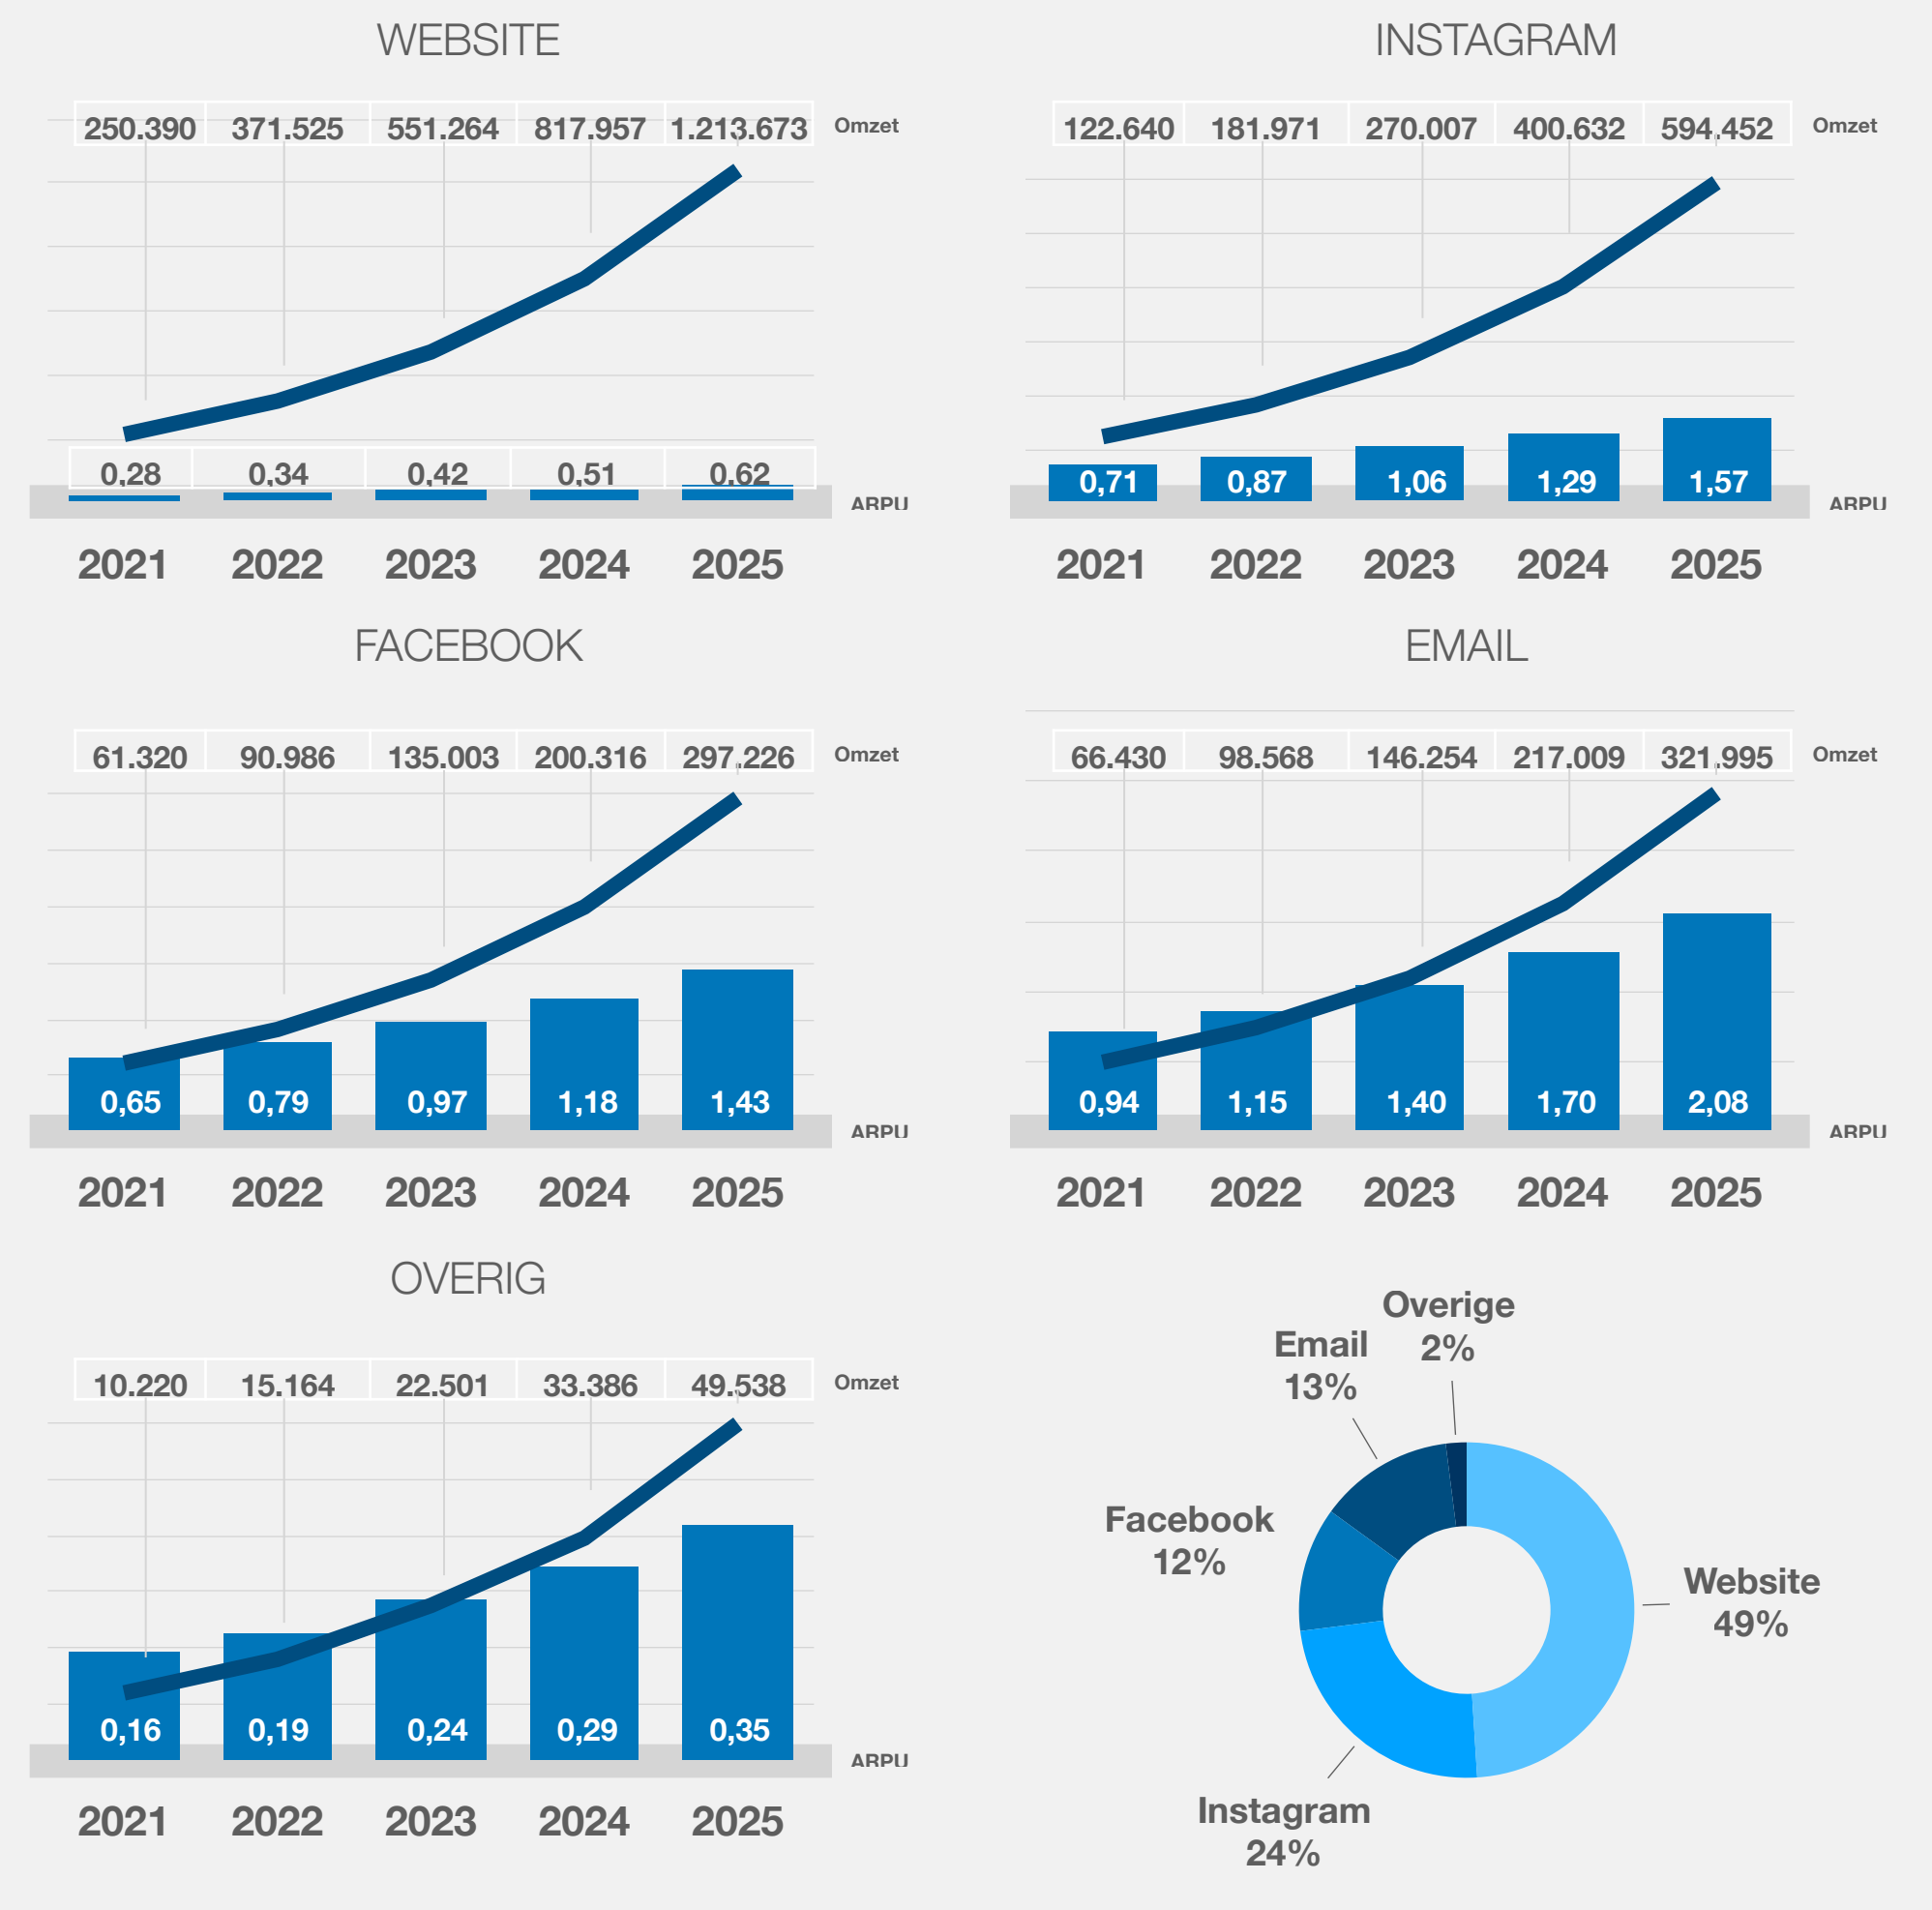 WEBSITE
250.390 371.525 551.264 817.957 1.213.673 Omzet
0,28 0,34 0,42 0,51 0,62
ARPU
2021 2022 2023 2024 2025
INSTAGRAM
122.640 181.971 270.007 400.632 594.452 Omzet
0,71 0,87 1,06 1,29 1,57
ARPU
2021 2022 2023 2024 2025
FACEBOOK
61.320 90.986 135.003 200.316 297.226 Omzet
0,65 0,79 0,97 1,18 1,43
ARPU
2021 2022 2023 2024 2025
EMAIL
66.430 98.568 146.254 217.009 321.995 Omzet
0,94 1,15 1,40 1,70 2,08
ARPU
2021 2022 2023 2024 2025
OVERIG
10.220 15.164 22.501 33.386 49.538 Omzet
0,16 0,19 0,24 0,29 0,35
ARPU
2021 2022 2023 2024 2025
Overige
2%
Email
13%
Facebook
12%
Website
49%
Instagram
24%